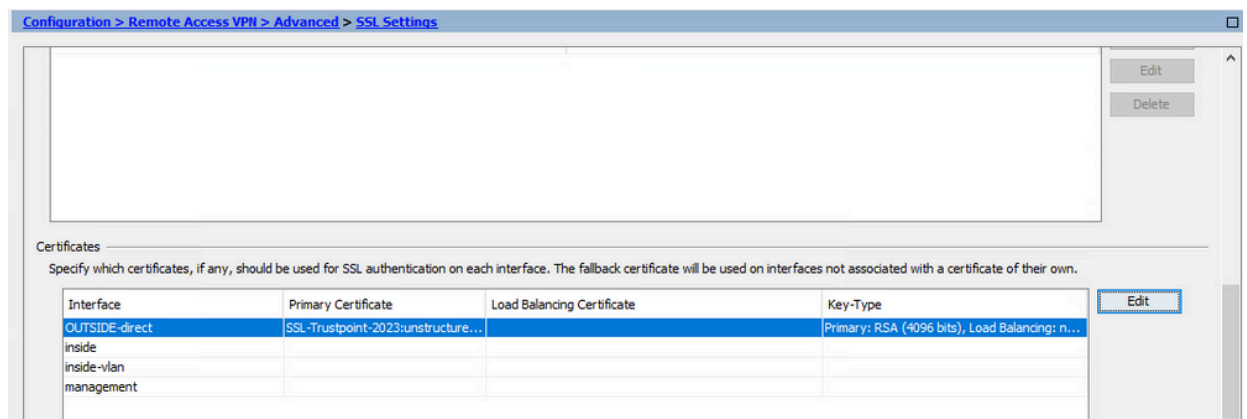 Configuration > Remote Access VPN > Advanced > SSL Settings
Edit
Delete
Certificates
Specify which certificates, if any, should be used for SSL authentication on each interface. The fallback certificate will be used on interfaces not associated with a certificate of their own.
Interface Primary Certificate Load Balancing Certificate Key-Type Edit
OUTSIDE-direct SSL-Trustpoint-2023:unstructure... Primary: RSA (4096 bits), Load Balancing: n...
inside
inside-vlan
management